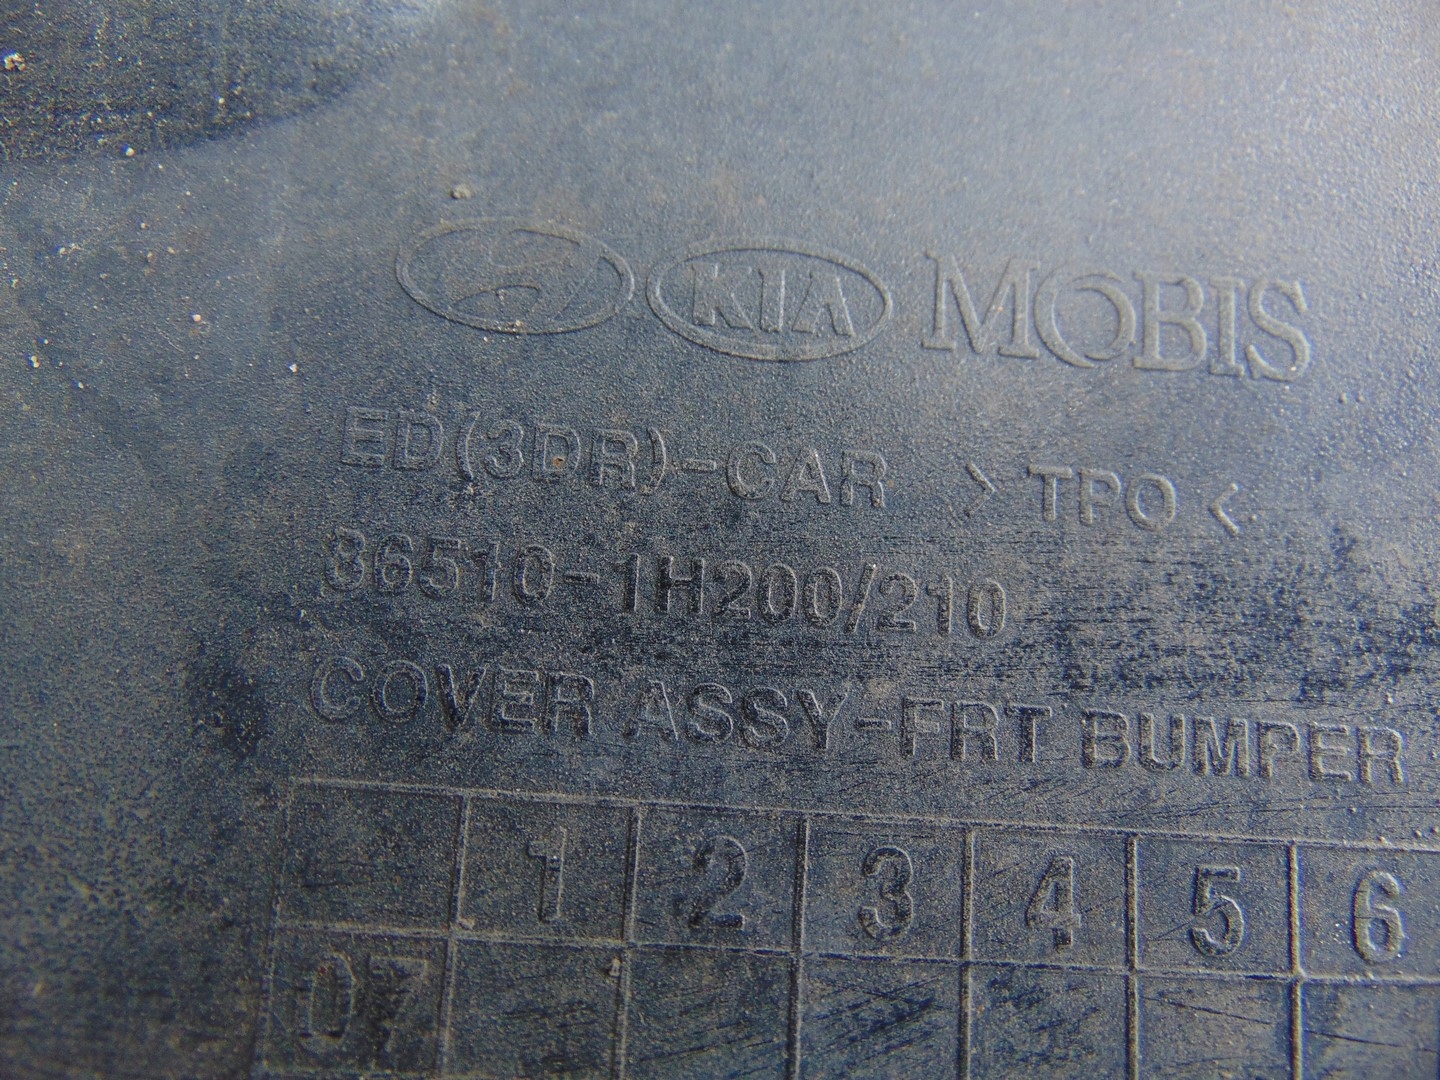 KIA MOBIS
ED(3DR)-CAR >TPO<
86510-1H200/210
COVER ASSY-FRT BUMPER
1 2 3 4 5 6
07